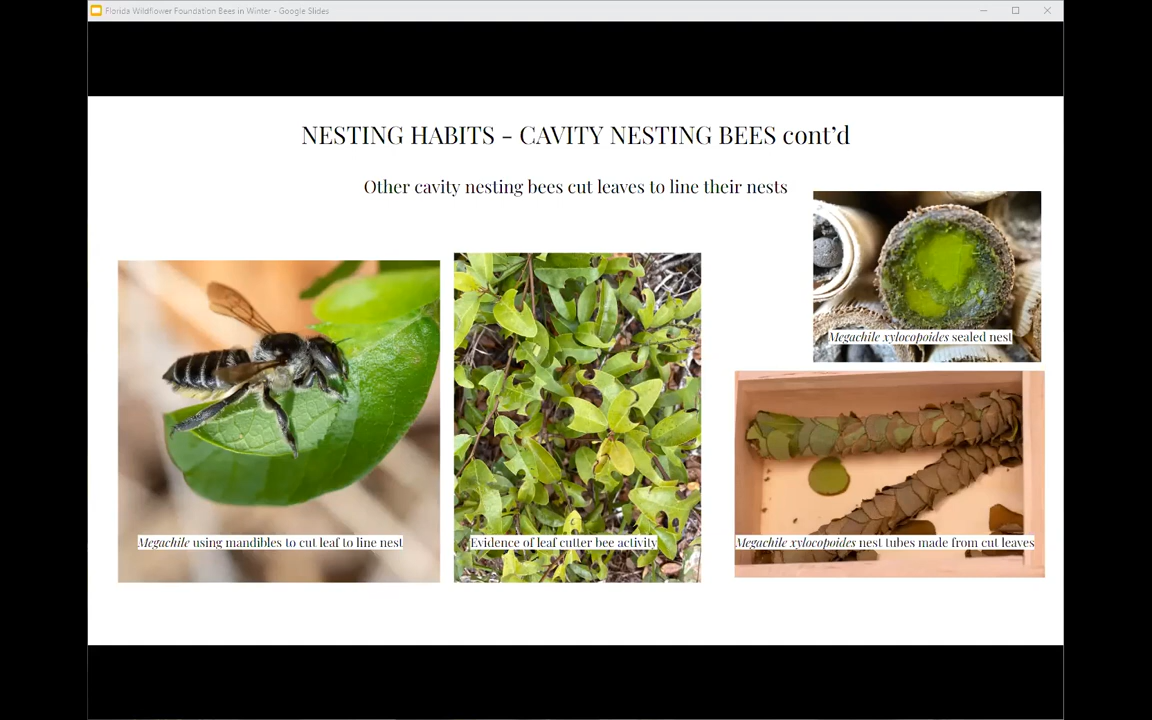 Florida Wildflower Foundation Bees in Winter - Google Slides
NESTING HABITS - CAVITY NESTING BEES cont’d
Other cavity nesting bees cut leaves to line their nests
Megachile xylocopoides sealed nest
Megachile using mandibles to cut leaf to line nest
Evidence of leaf cutter bee activity
Megachile xylocopoides nest tubes made from cut leaves